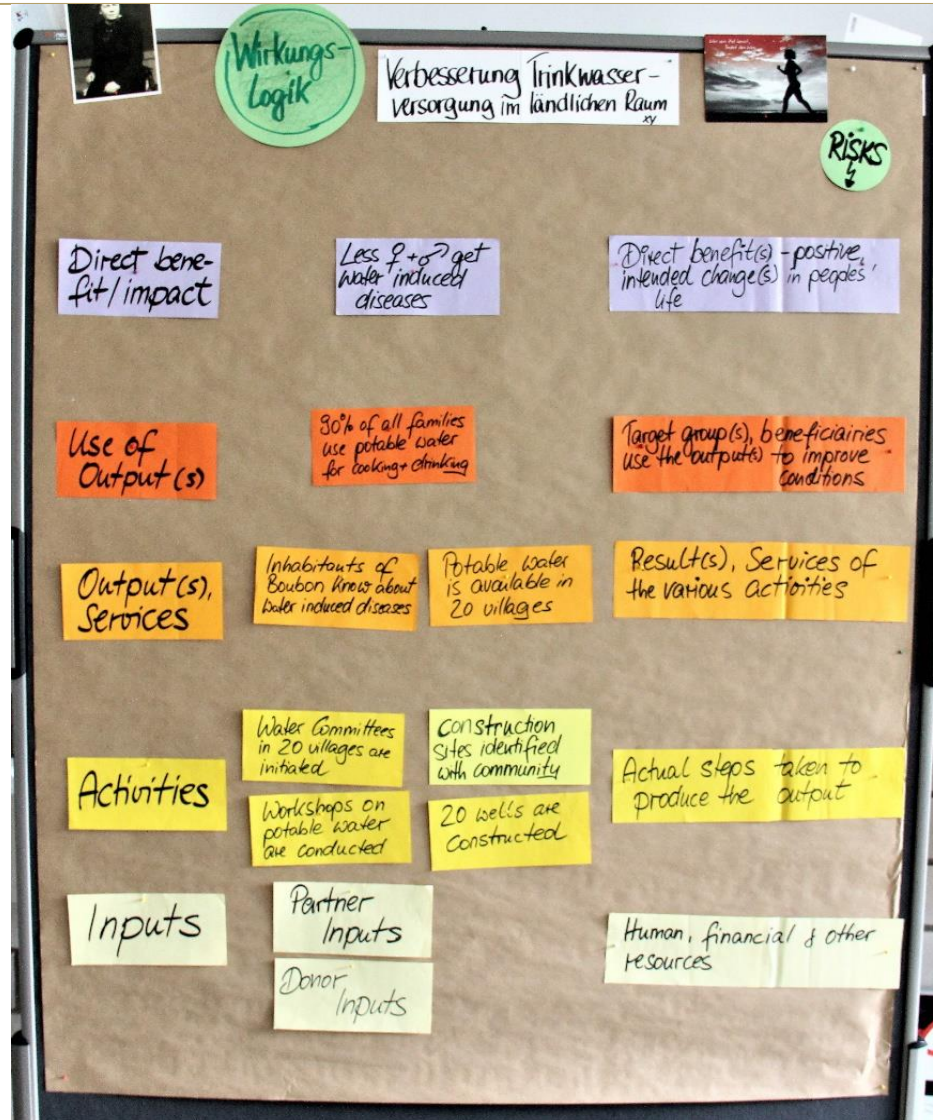 Wirkungs-
Logik
Verbesserung Trinkwasser-
versorgung im ländlichen Raum
xy
RISKS
Direct bene-
fit/impact
Less ♀+♂ get
water induced
diseases
Direct benefit(s) - positive,
intended change(s) in peoples'
life
Use of
Output(s)
90% of all families
use potable water
for cooking + drinking
Target group(s), beneficiairies
use the output(s) to improve
conditions
Output(s),
Services
Inhabitants of
Boubon know about
water induced diseases
Potable water
is available in
20 villages
Result(s), Services of
the various activities
Activities
Water Committees
in 20 villages are
initiated
Construction
sites identified
with community
Workshops on
potable water
are conducted
20 wells are
constructed
Actual steps taken to
produce the output
Inputs
Partner
Inputs
Donor
Inputs
Human, financial & other
resources